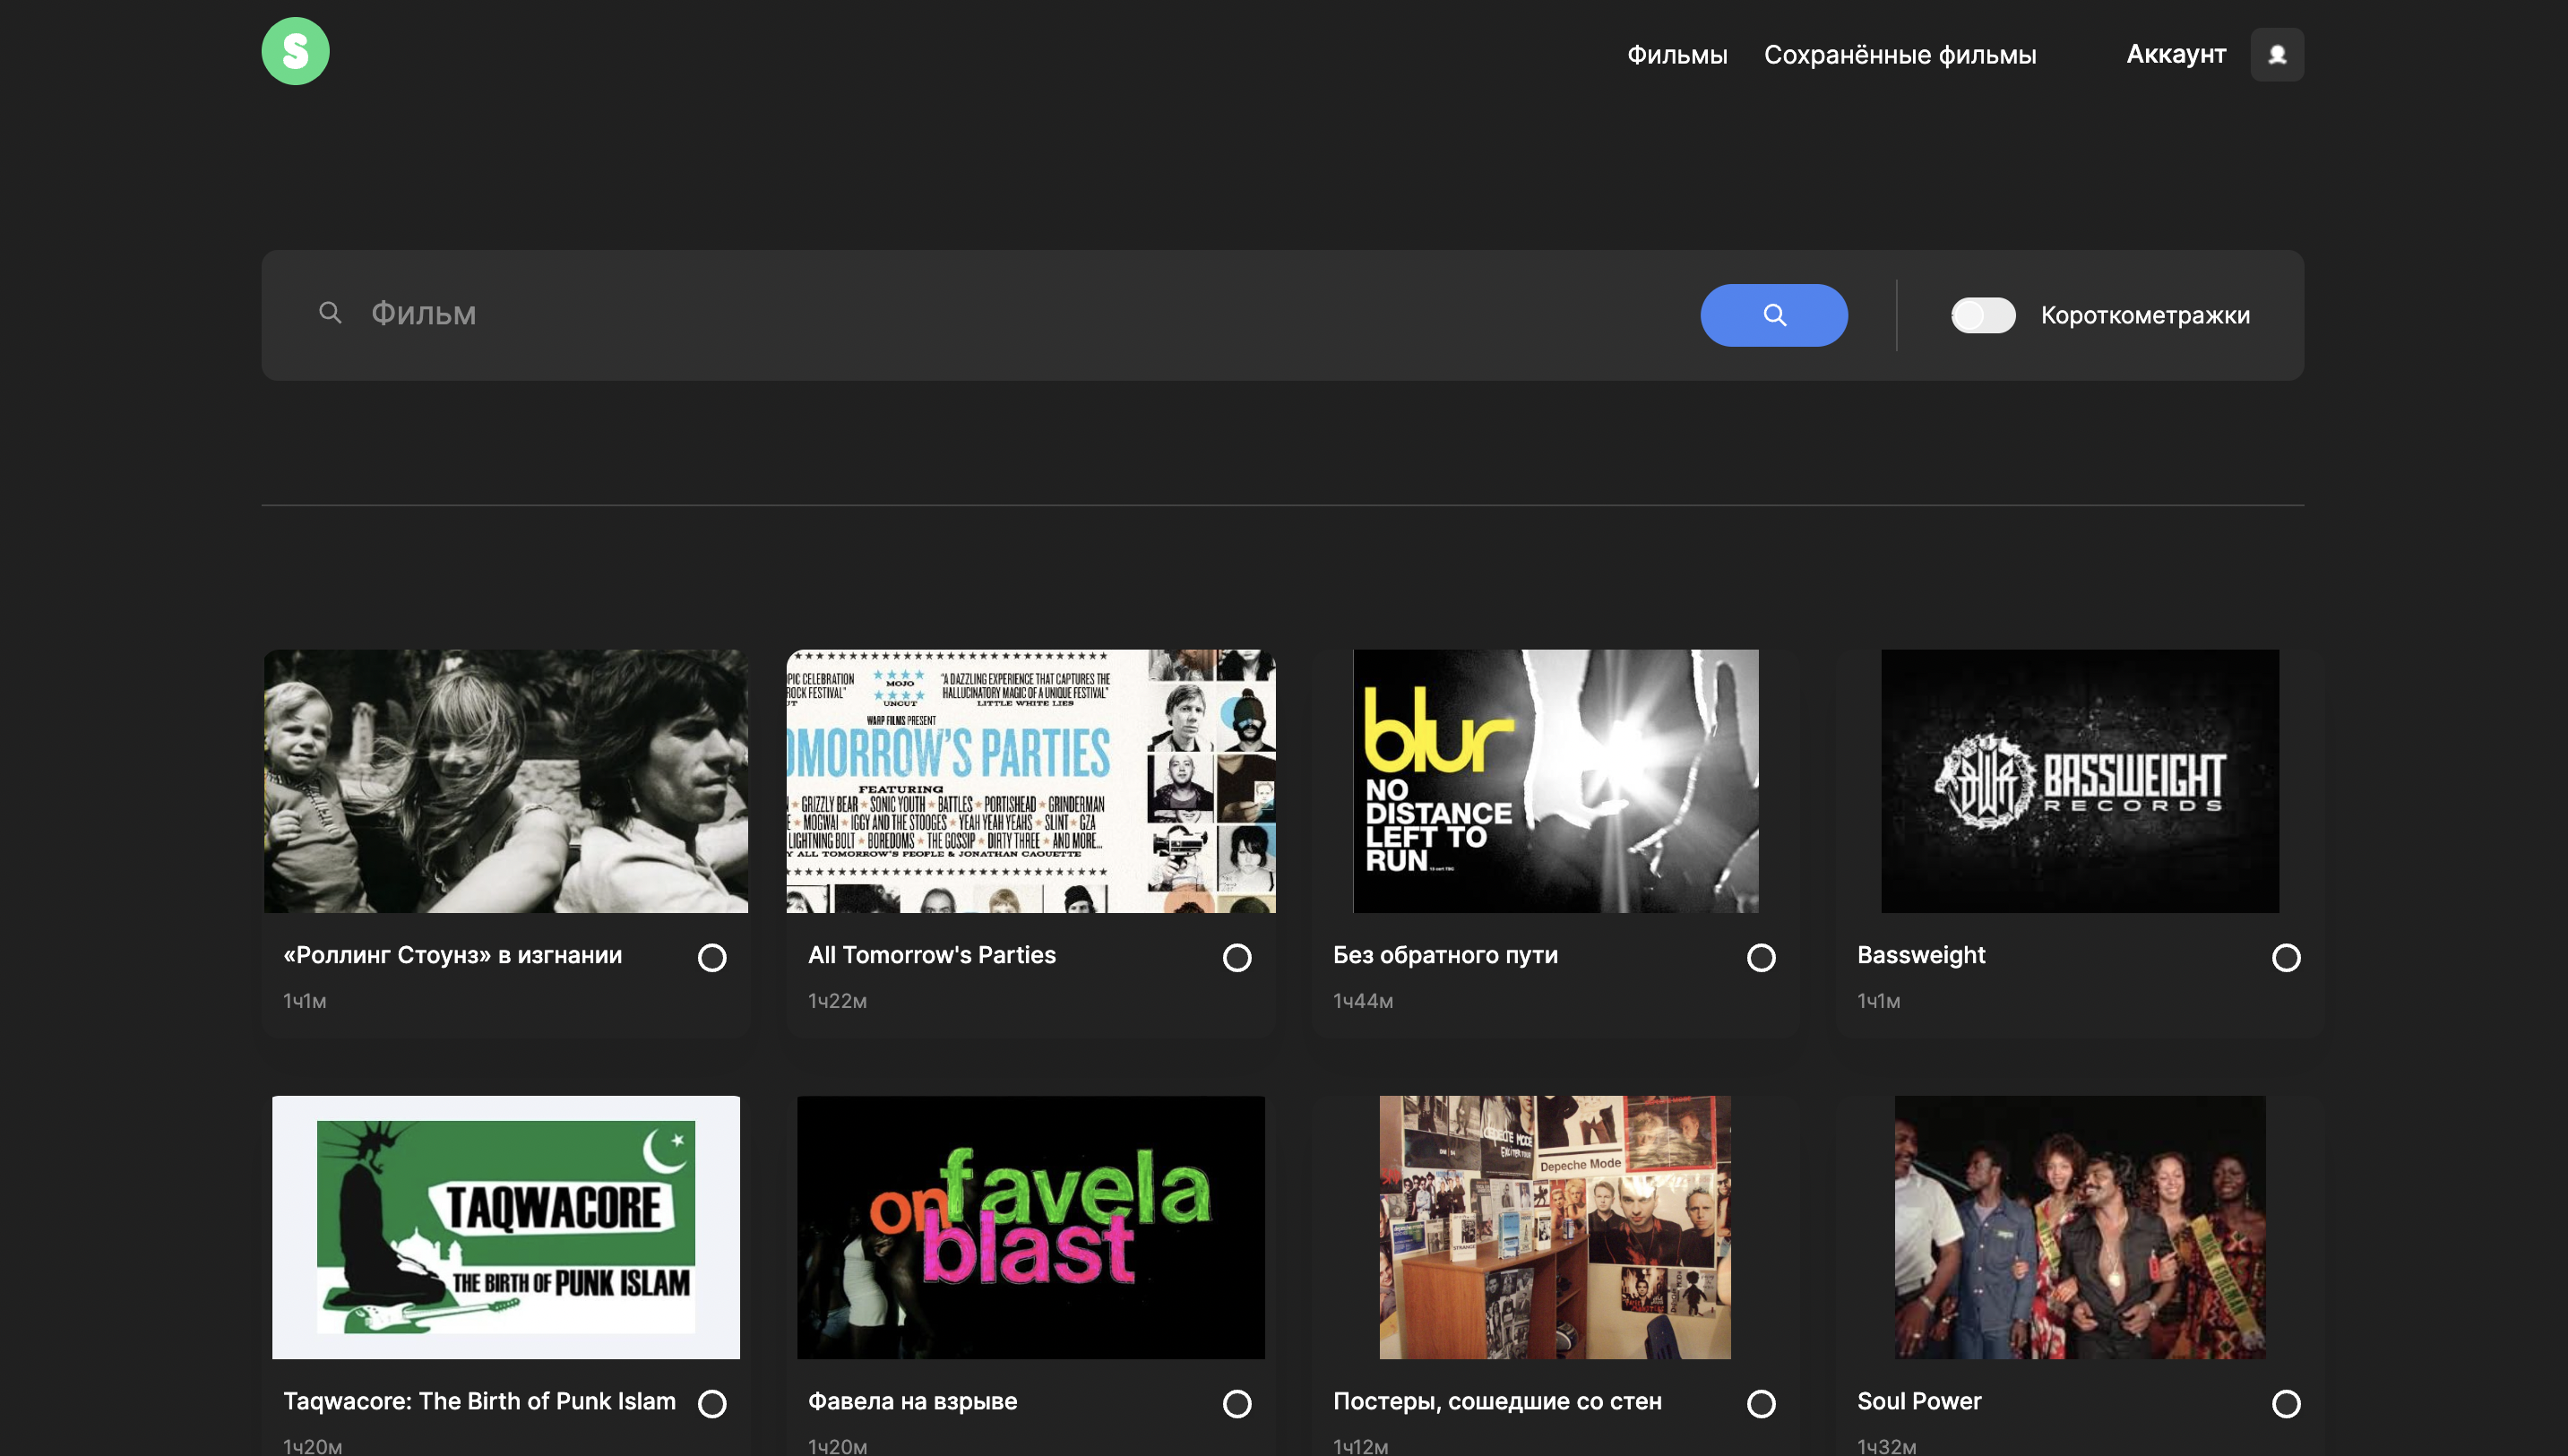 S
Фильмы Сохранённые фильмы Аккаунт
Фильм
Короткометражки
PIC CELEBRATION
ROCK FESTIVAL"
UT
MOJO
UNCUT
"A DAZZLING EXPERIENCE THAT CAPTURES THE
HALLUCINATORY MAGIC OF A UNIQUE FESTIVAL"
LITTLE WHITE LIES
WARP FILMS PRESENT
OMORROW'S PARTIES
FEATURING
GRIZZLY BEAR ★ SONIC YOUTH ★ BATTLES ★ PORTISHEAD ★ GRINDERMAN
E ★ MOGWAI ★ IGGY AND THE STOOGES ★ YEAH YEAH YEAHS ★ SLINT ★ GZA
LIGHTNING BOLT ★ BOREDOMS ★ THE GOSSIP ★ DIRTY THREE ★ AND MORE...
Y ALL TOMORROW'S PEOPLE & JONATHAN CAOUETTE
blur
NO
DISTANCE
LEFT TO
RUN
BWR
BASSWEIGHT
RECORDS
«Роллинг Стоунз» в изгнании
1ч1м
All Tomorrow's Parties
1ч22м
Без обратного пути
1ч44м
Bassweight
1ч1м
TAQWACORE
THE BIRTH OF PUNK ISLAM
on favela
blast
DEPECHE MODE
Depeche Mode
STRANGE
Taqwacore: The Birth of Punk Islam
1ч20м
Фавела на взрыве
1ч20м
Постеры, сошедшие со стен
1ч12м
Soul Power
1ч32м